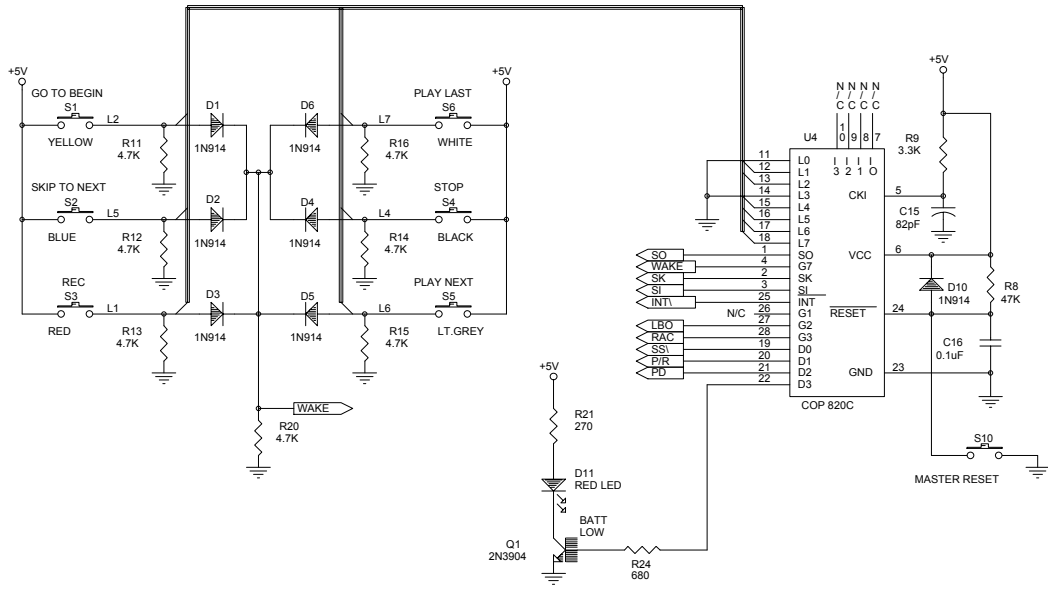 +5V
GO TO BEGIN
S1
L2
YELLOW
R11
4.7K
D1
1N914
D6
1N914
L7
R16
4.7K
PLAY LAST
S6
WHITE
+5V
SKIP TO NEXT
S2
L5
BLUE
R12
4.7K
D2
1N914
D4
1N914
L4
R14
4.7K
STOP
S4
BLACK
REC
S3
L1
RED
R13
4.7K
D3
1N914
D5
1N914
L6
R15
4.7K
PLAY NEXT
S5
LT.GREY
WAKE
R20
4.7K
+5V
R9
3.3K
N/C
N/C
N/C
N/C
10
9
8
7
U4
I3
I2
I1
IO
11 L0
12 L1
13 L2
14 L3
15 L4
16 L5
17 L6
18 L7
SO 1 SO
WAKE 4 G7
SK 2 SK
SI 3 SI
INT\ 25 INT
N/C 26 G1
LBO 27 G2
RAC 28 G3
SS\ 19 D0
P/R 20 D1
PD 21 D2
22 D3
CKI 5
VCC 6
RESET 24
GND 23
COP 820C
C15
82pF
D10
1N914
R8
47K
C16
0.1uF
S10
MASTER RESET
+5V
R21
270
D11
RED LED
BATT
LOW
Q1
2N3904
R24
680